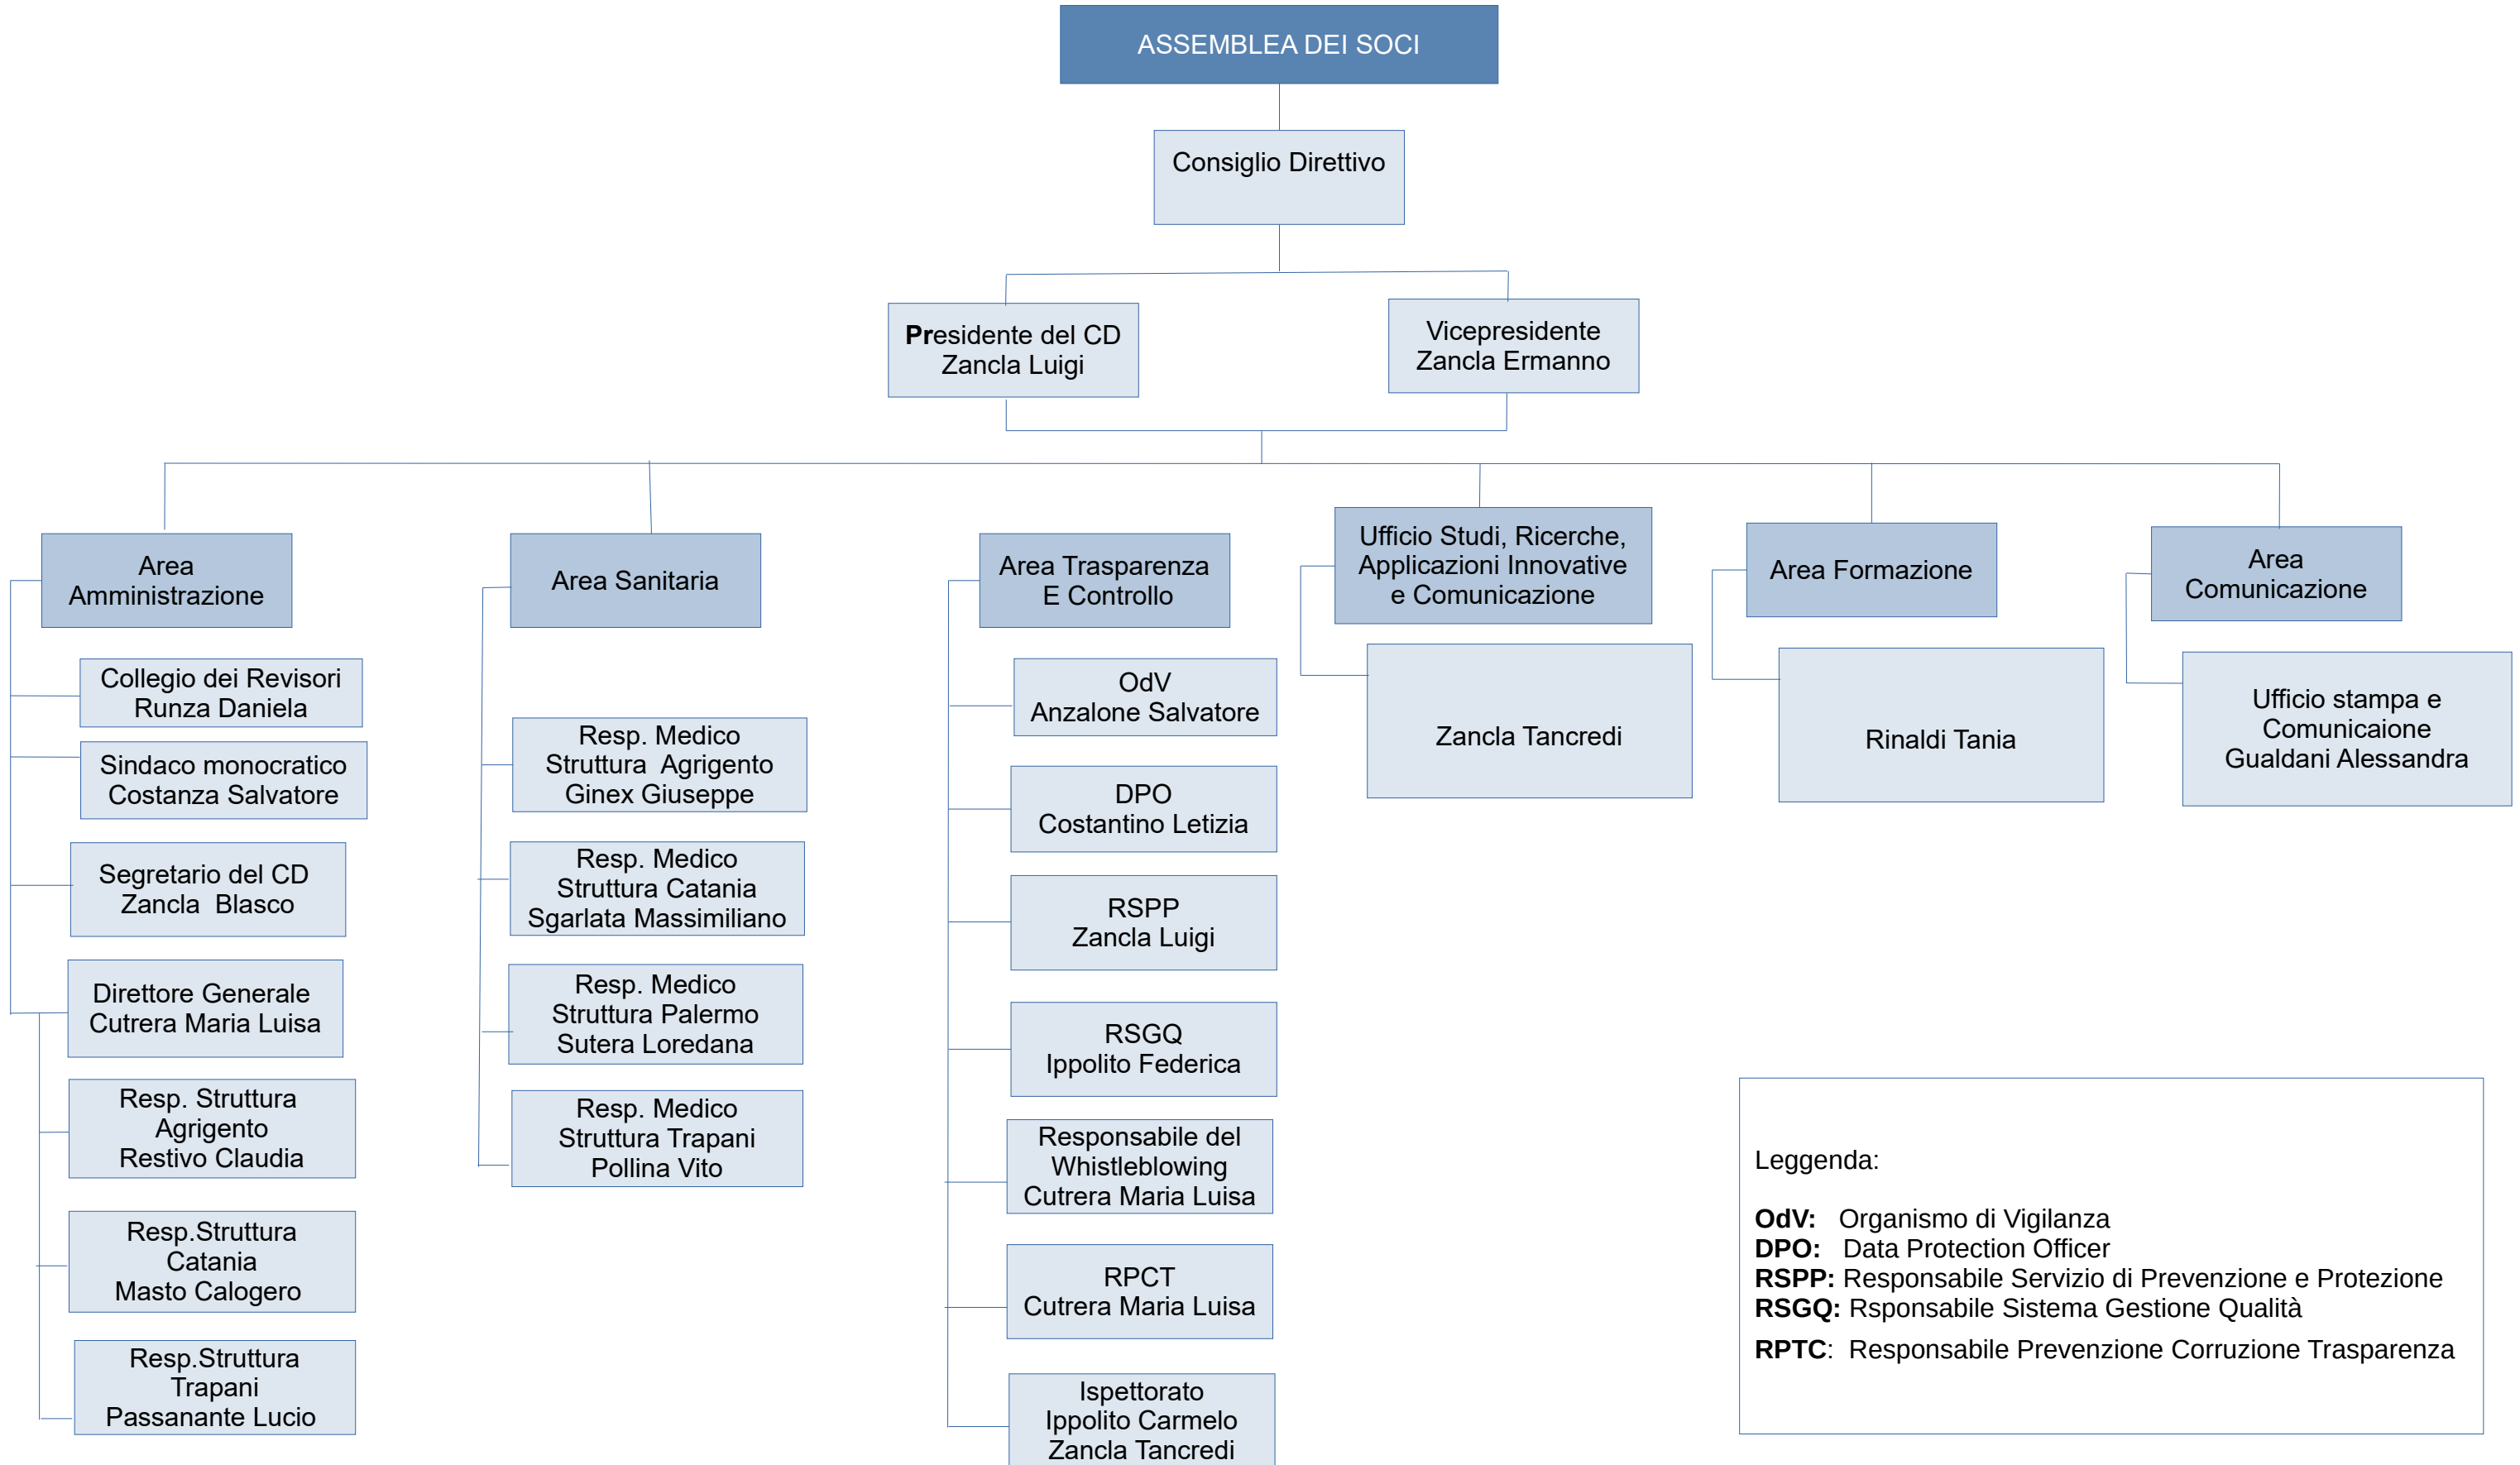 ASSEMBLEA DEI SOCI
Consiglio Direttivo
Presidente del CD
Zancla Luigi
Vicepresidente
Zancla Ermanno
Area
Amministrazione
Collegio dei Revisori
Runza Daniela
Sindaco monocratico
Costanza Salvatore
Segretario del CD
Zancla  Blasco
Direttore Generale
Cutrera Maria Luisa
Resp. Struttura
Agrigento
Restivo Claudia
Resp.Struttura
Catania
Masto Calogero
Resp.Struttura
Trapani
Passanante Lucio
Area Sanitaria
Resp. Medico
Struttura  Agrigento
Ginex Giuseppe
Resp. Medico
Struttura Catania
Sgarlata Massimiliano
Resp. Medico
Struttura Palermo
Sutera Loredana
Resp. Medico
Struttura Trapani
Pollina Vito
Area Trasparenza
E Controllo
OdV
Anzalone Salvatore
DPO
Costantino Letizia
RSPP
Zancla Luigi
RSGQ
Ippolito Federica
Responsabile del
Whistleblowing
Cutrera Maria Luisa
RPCT
Cutrera Maria Luisa
Ispettorato
Ippolito Carmelo
Zancla Tancredi
Ufficio Studi, Ricerche,
Applicazioni Innovative
e Comunicazione
Zancla Tancredi
Area Formazione
Rinaldi Tania
Area
Comunicazione
Ufficio stampa e
Comunicaione
Gualdani Alessandra
Leggenda:
OdV:   Organismo di Vigilanza
DPO:   Data Protection Officer
RSPP: Responsabile Servizio di Prevenzione e Protezione
RSGQ: Rsponsabile Sistema Gestione Qualità
RPTC:  Responsabile Prevenzione Corruzione Trasparenza